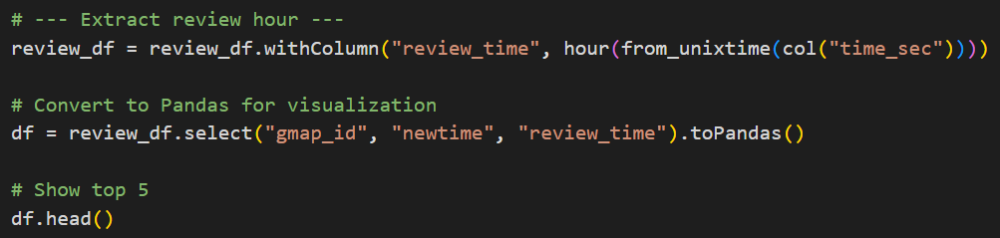 # --- Extract review hour ---
review_df = review_df.withColumn("review_time", hour(from_unixtime(col("time_sec"))))
# Convert to Pandas for visualization
df = review_df.select("gmap_id", "newtime", "review_time").toPandas()
# Show top 5
df.head()